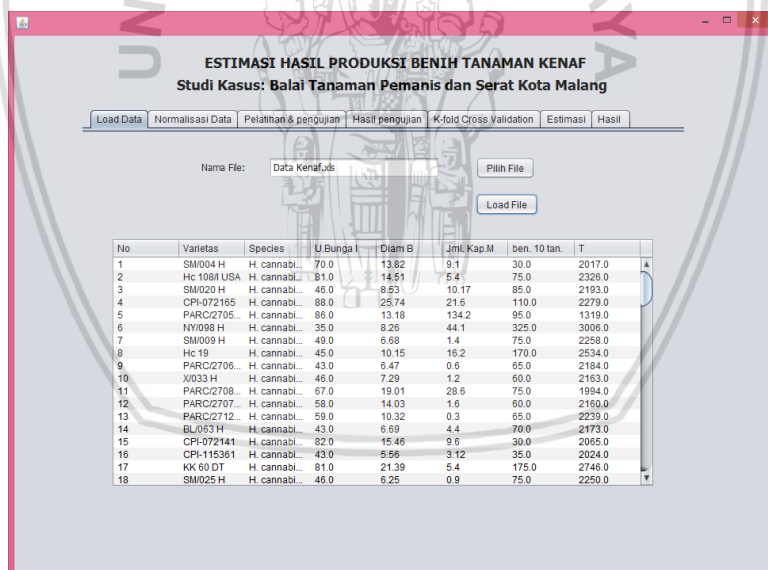 ESTIMASI HASIL PRODUKSI BENIH TANAMAN KENAF
Studi Kasus: Balai Tanaman Pemanis dan Serat Kota Malang
Load Data Normalisasi Data Pelatihan & pengujian Hasil pengujian K-fold Cross Validation Estimasi Hasil
Nama File: Data Kenaf.xls Pilih File
Load File
No Varietas Species U.Bunga I Diam B Jml. Kap.M ben. 10 tan. T
1 SM/004 H H. cannabi... 70.0 13.82 9.1 30.0 2017.0
2 Hc 108/I USA H. cannabi... 81.0 14.51 5.4 75.0 2326.0
3 SM/020 H H. cannabi... 46.0 8.53 10.17 85.0 2193.0
4 CPI-072165 H. cannabi... 88.0 25.74 21.6 110.0 2279.0
5 PARC/2705... H. cannabi... 86.0 13.18 134.2 95.0 1319.0
6 NY/098 H H. cannabi... 35.0 8.26 44.1 325.0 3006.0
7 SM/009 H H. cannabi... 49.0 6.68 1.4 75.0 2258.0
8 Hc 19 H. cannabi... 45.0 10.15 16.2 170.0 2534.0
9 PARC/2706... H. cannabi... 43.0 6.47 0.6 65.0 2184.0
10 X/033 H H. cannabi... 46.0 7.29 1.2 60.0 2163.0
11 PARC/2708... H. cannabi... 67.0 19.01 28.6 75.0 1994.0
12 PARC/2707... H. cannabi... 58.0 14.03 1.6 60.0 2160.0
13 PARC/2712... H. cannabi... 59.0 10.32 0.3 65.0 2239.0
14 BL/063 H H. cannabi... 43.0 6.69 4.4 70.0 2173.0
15 CPI-072141 H. cannabi... 82.0 15.46 9.6 30.0 2065.0
16 CPI-115361 H. cannabi... 43.0 5.56 3.12 35.0 2024.0
17 KK 60 DT H. cannabi... 81.0 21.39 5.4 175.0 2746.0
18 SM/025 H H. cannabi... 46.0 6.25 0.9 75.0 2250.0